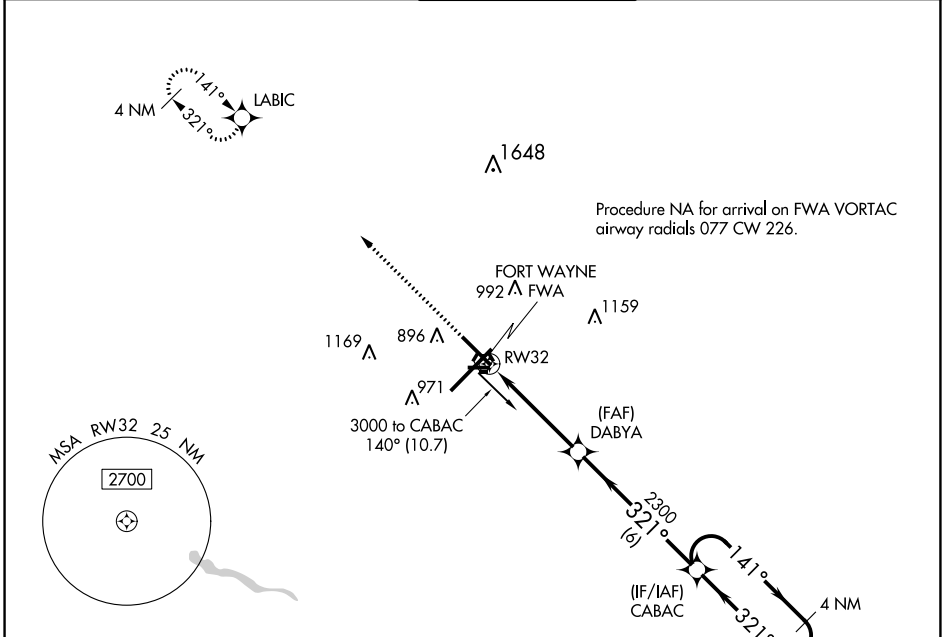 141°
321°
4 NM
LABIC
1648
Procedure NA for arrival on FWA VORTAC
airway radials 077 CW 226.
FORT WAYNE
FWA
992
1159
896
1169
RW32
971
3000 to CABAC
140° (10.7)
(FAF)
DABYA
MSA RW32 25 NM
2700
2300
321°
(6)
141°
(IF/IAF)
CABAC
4 NM
321°